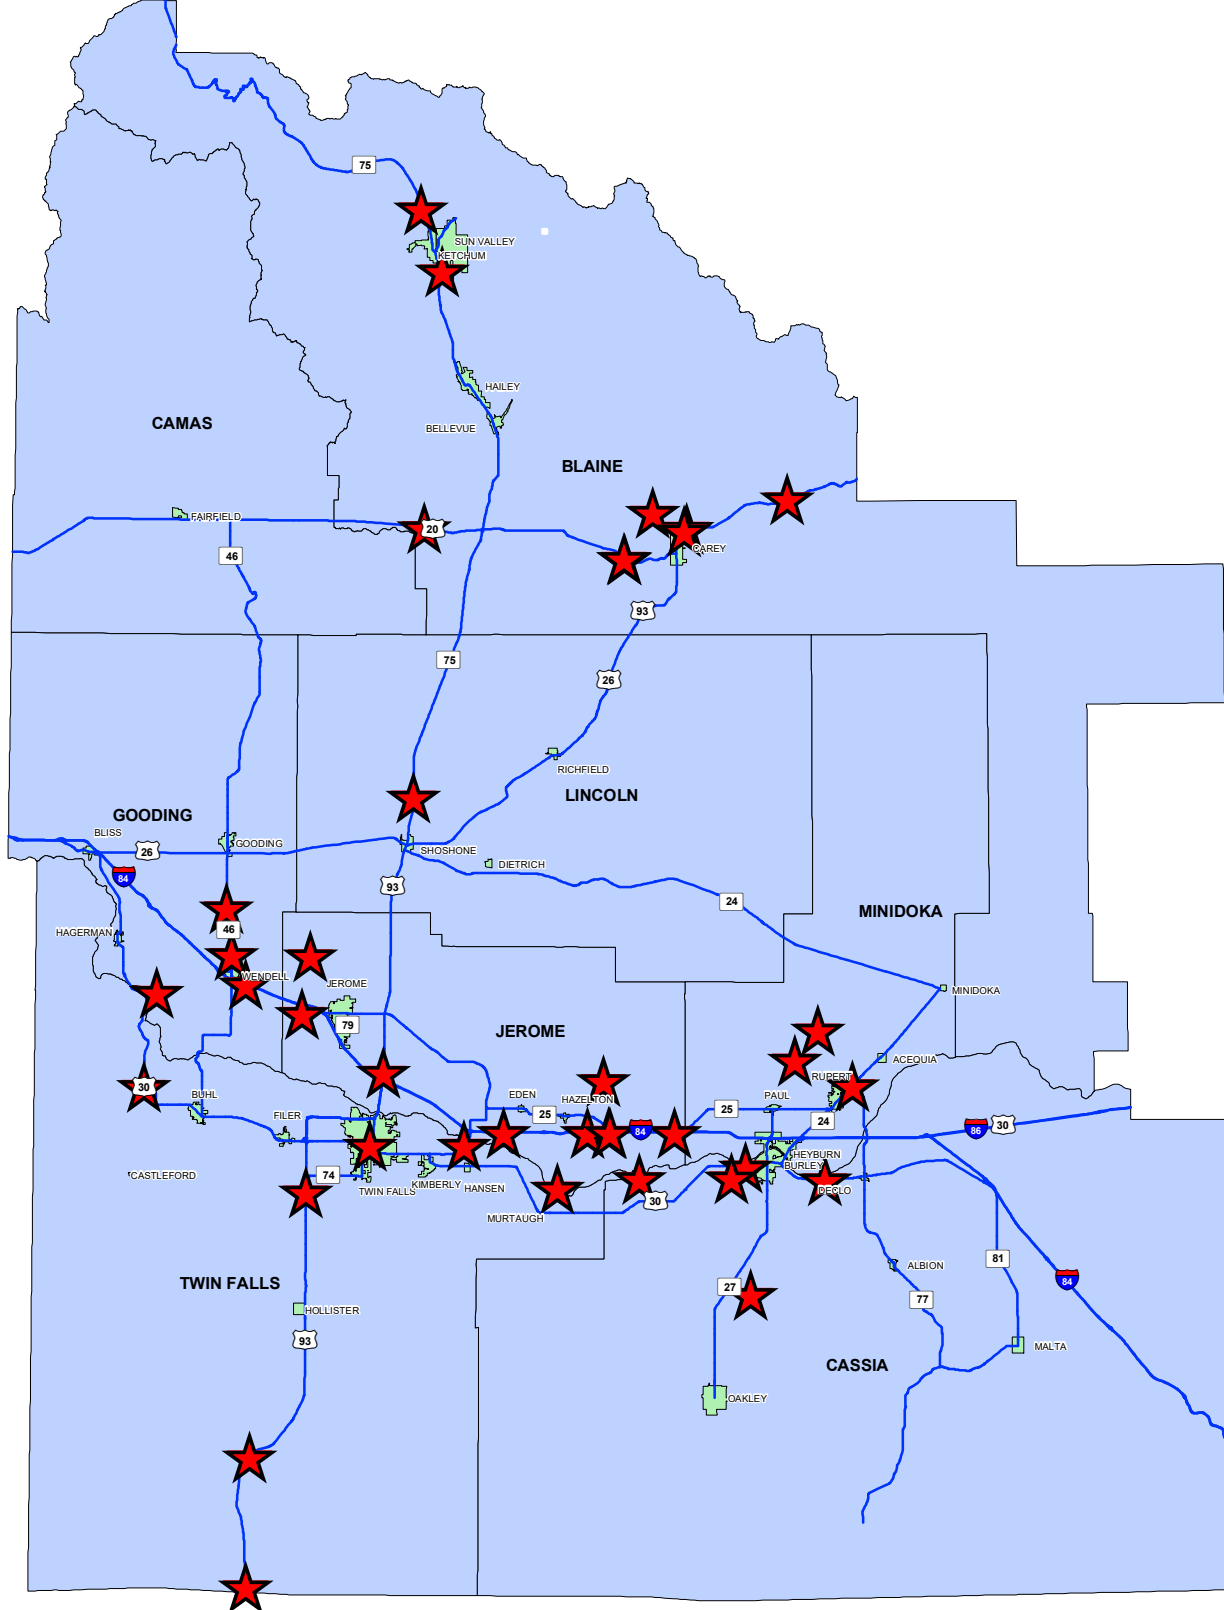 75
SUN VALLEY
KETCHUM
HAILEY
CAMAS
BELLEVUE
BLAINE
FAIRFIELD
20
CAREY
46
93
75
26
RICHFIELD
LINCOLN
GOODING
BLISS
GOODING
26
SHOSHONE
DIETRICH
84
93
24
MINIDOKA
HAGERMAN
46
WENDELL
JEROME
MINIDOKA
79
JEROME
ACEQUIA
RUPERT
30
BUHL
EDEN
HAZELTON
PAUL
FILER
25
25
24
84
86
30
HEYBURN
BURLEY
CASTLEFORD
74
TWIN FALLS
KIMBERLY
HANSEN
DECLO
MURTAUGH
30
TWIN FALLS
81
ALBION
84
27
77
HOLLISTER
93
MALTA
CASSIA
OAKLEY